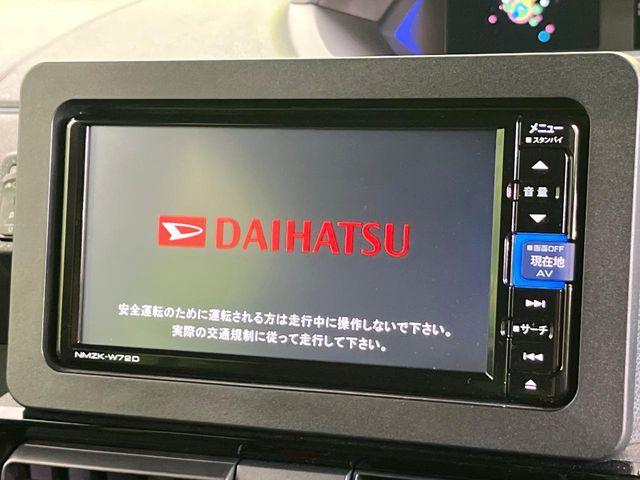 DAIHATSU
安全運転のために運転される方は走行中に操作しないで下さい。
実際の交通規制に従って走行して下さい。
NMZK-W72D
メニュー
スタンバイ
音量
画面OFF
現在地
AV
サーチ